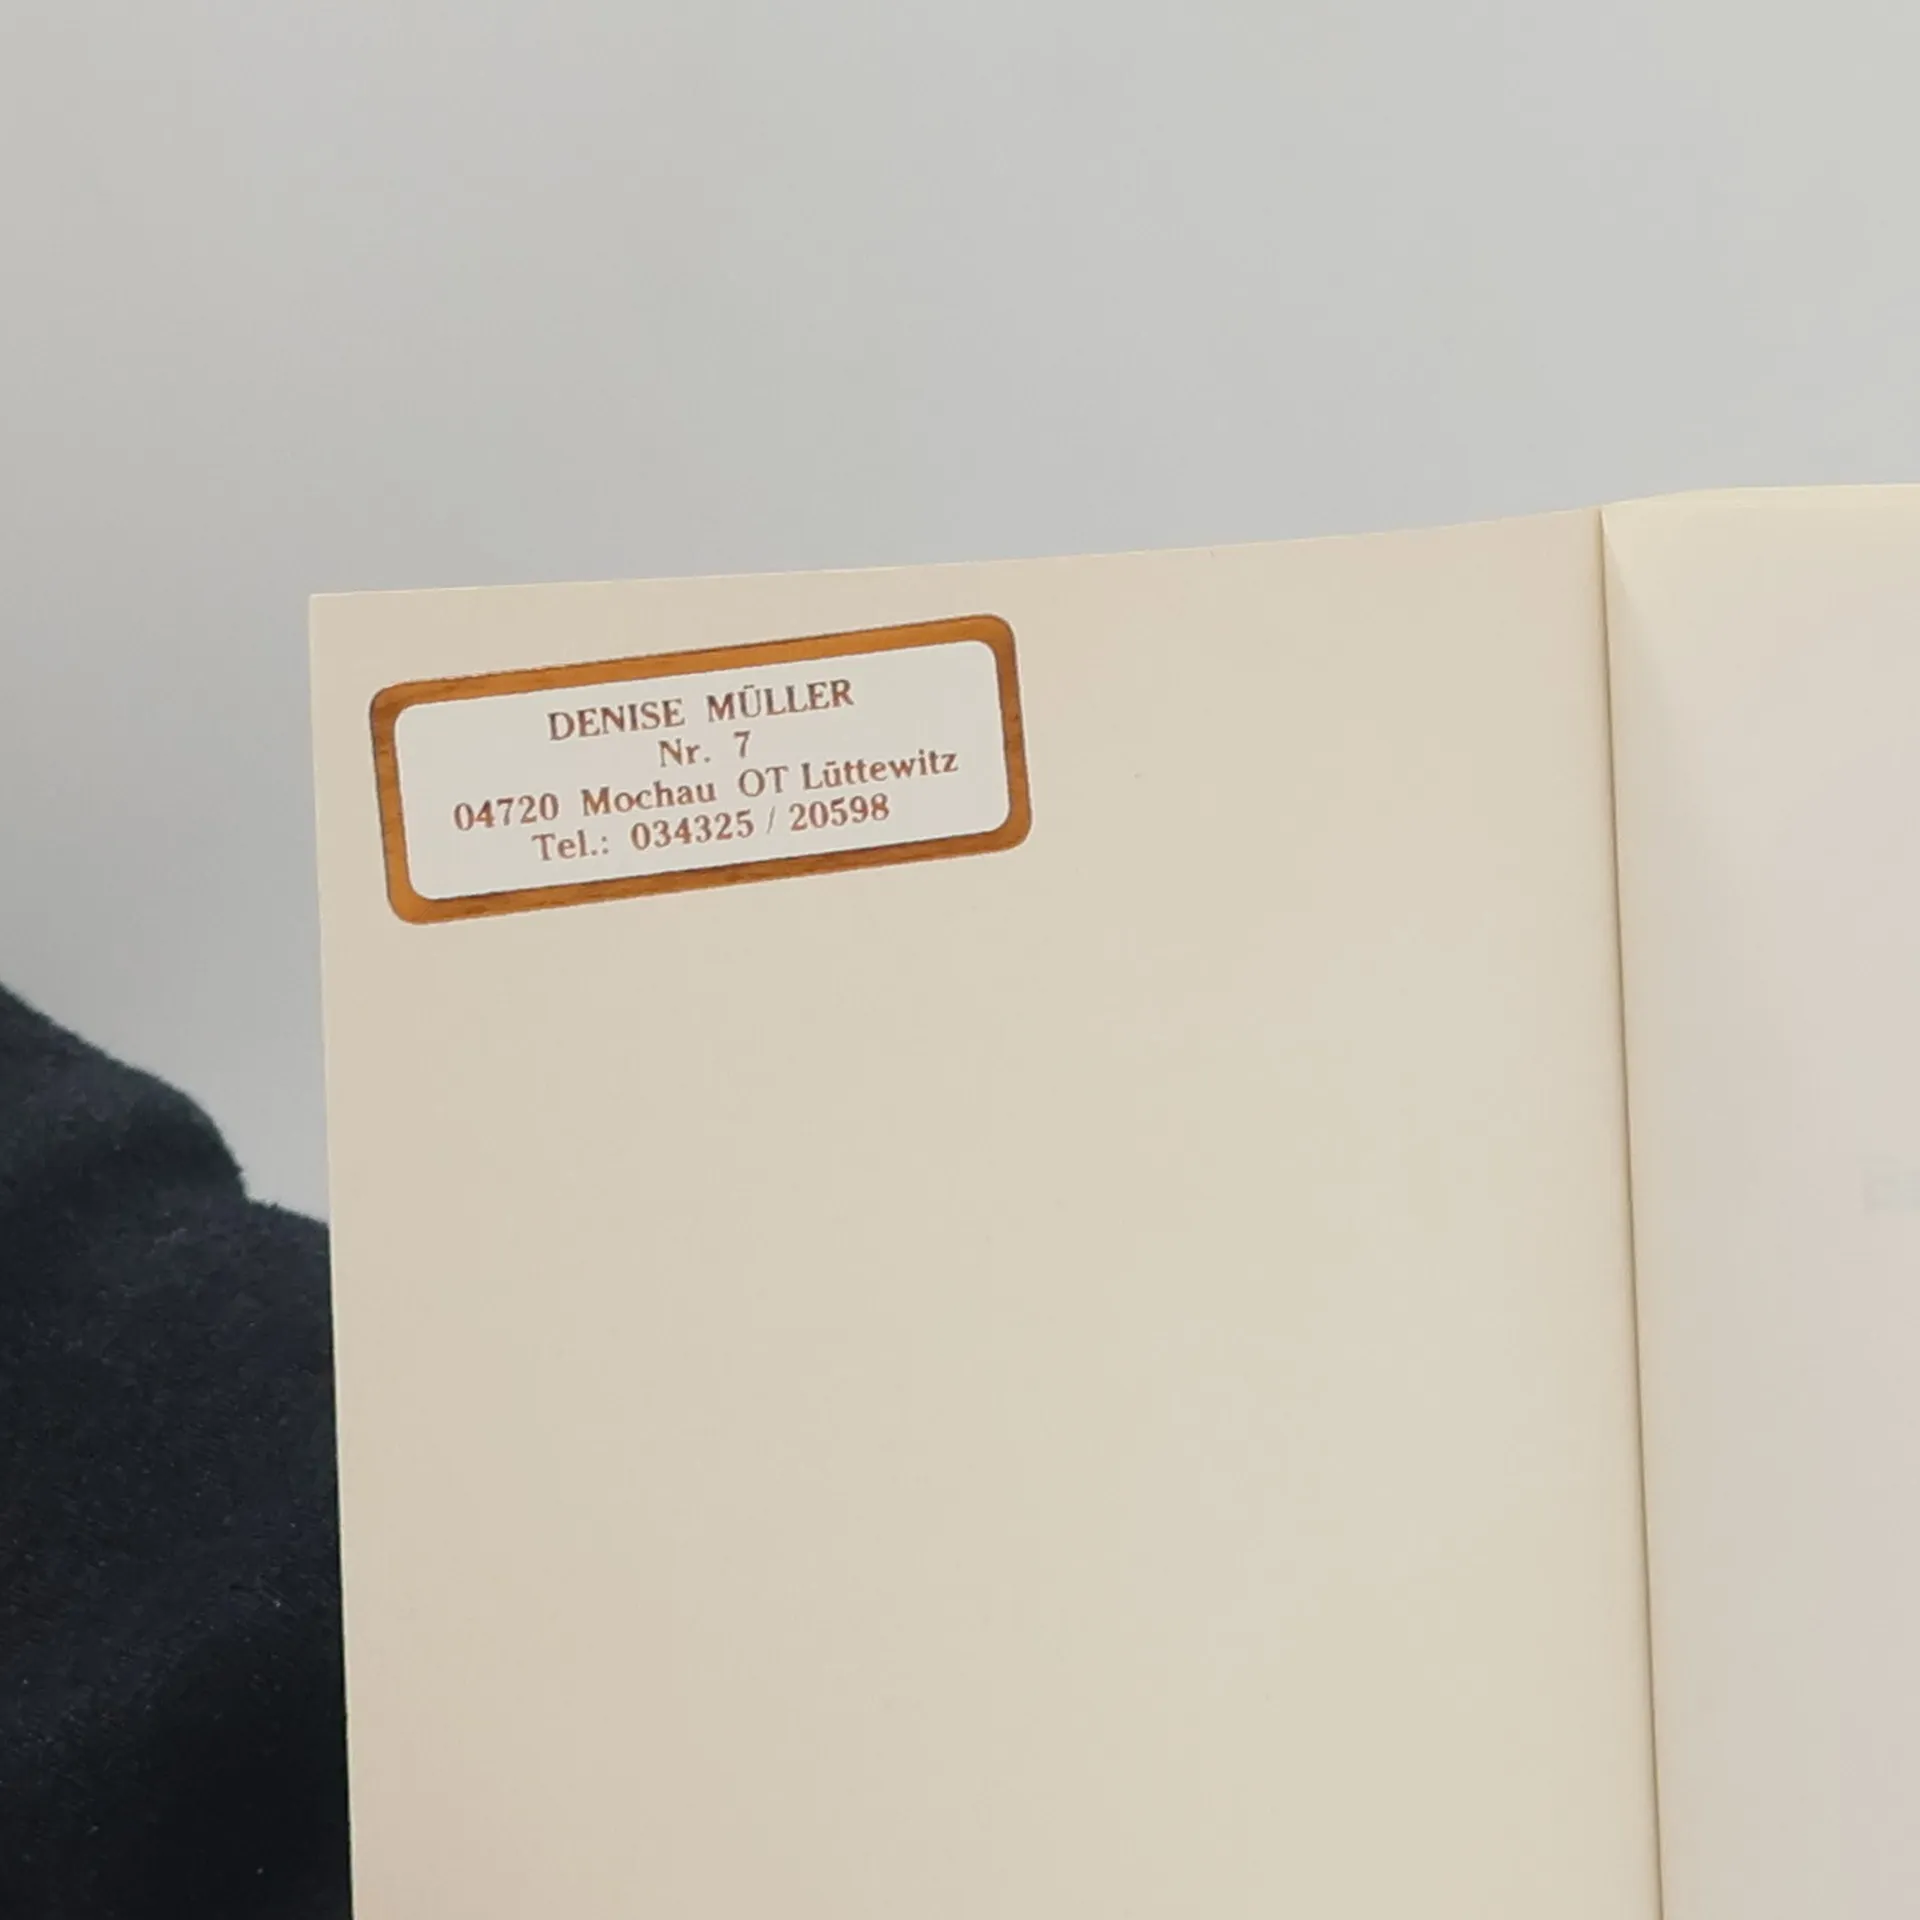 DENISE MÜLLER
Nr. 7
04720 Mochau OT Lüttewitz
Tel.: 034325 / 20598